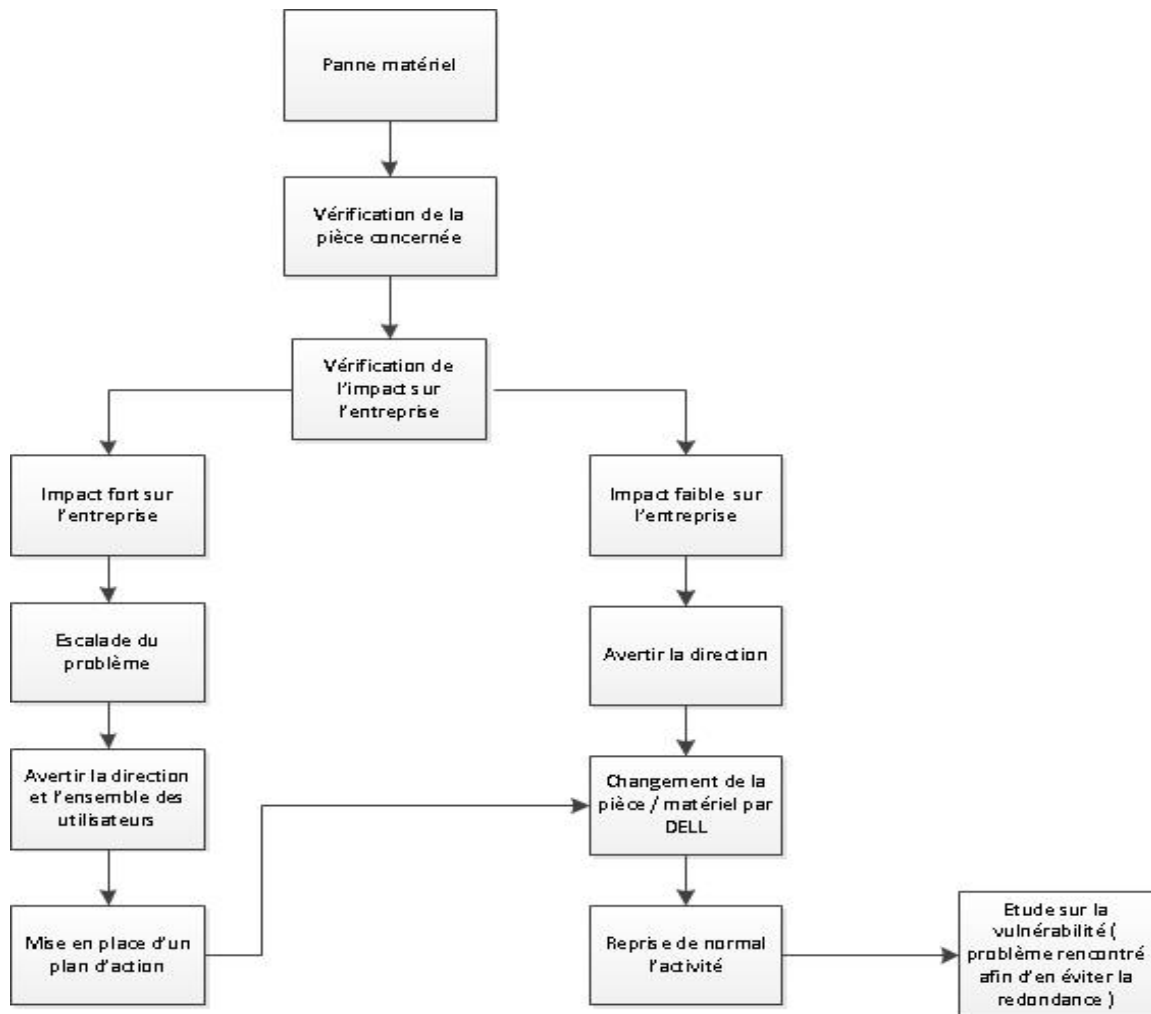 Panne matériel
Vérification de la
pièce concernée
Vérification de
l'impact sur
l'entreprise
Impact fort sur
l'entreprise
Impact faible sur
l'entreprise
Escalade du
problème
Avertir la direction
Avertir la direction
et l'ensemble des
utilisateurs
Changement de la
pièce / matériel par
DELL
Mise en place d'un
plan d'action
Reprise de normal
l'activité
Etude sur la
vulnérabilité (
problème rencontré
afin d'en éviter la
redondance )